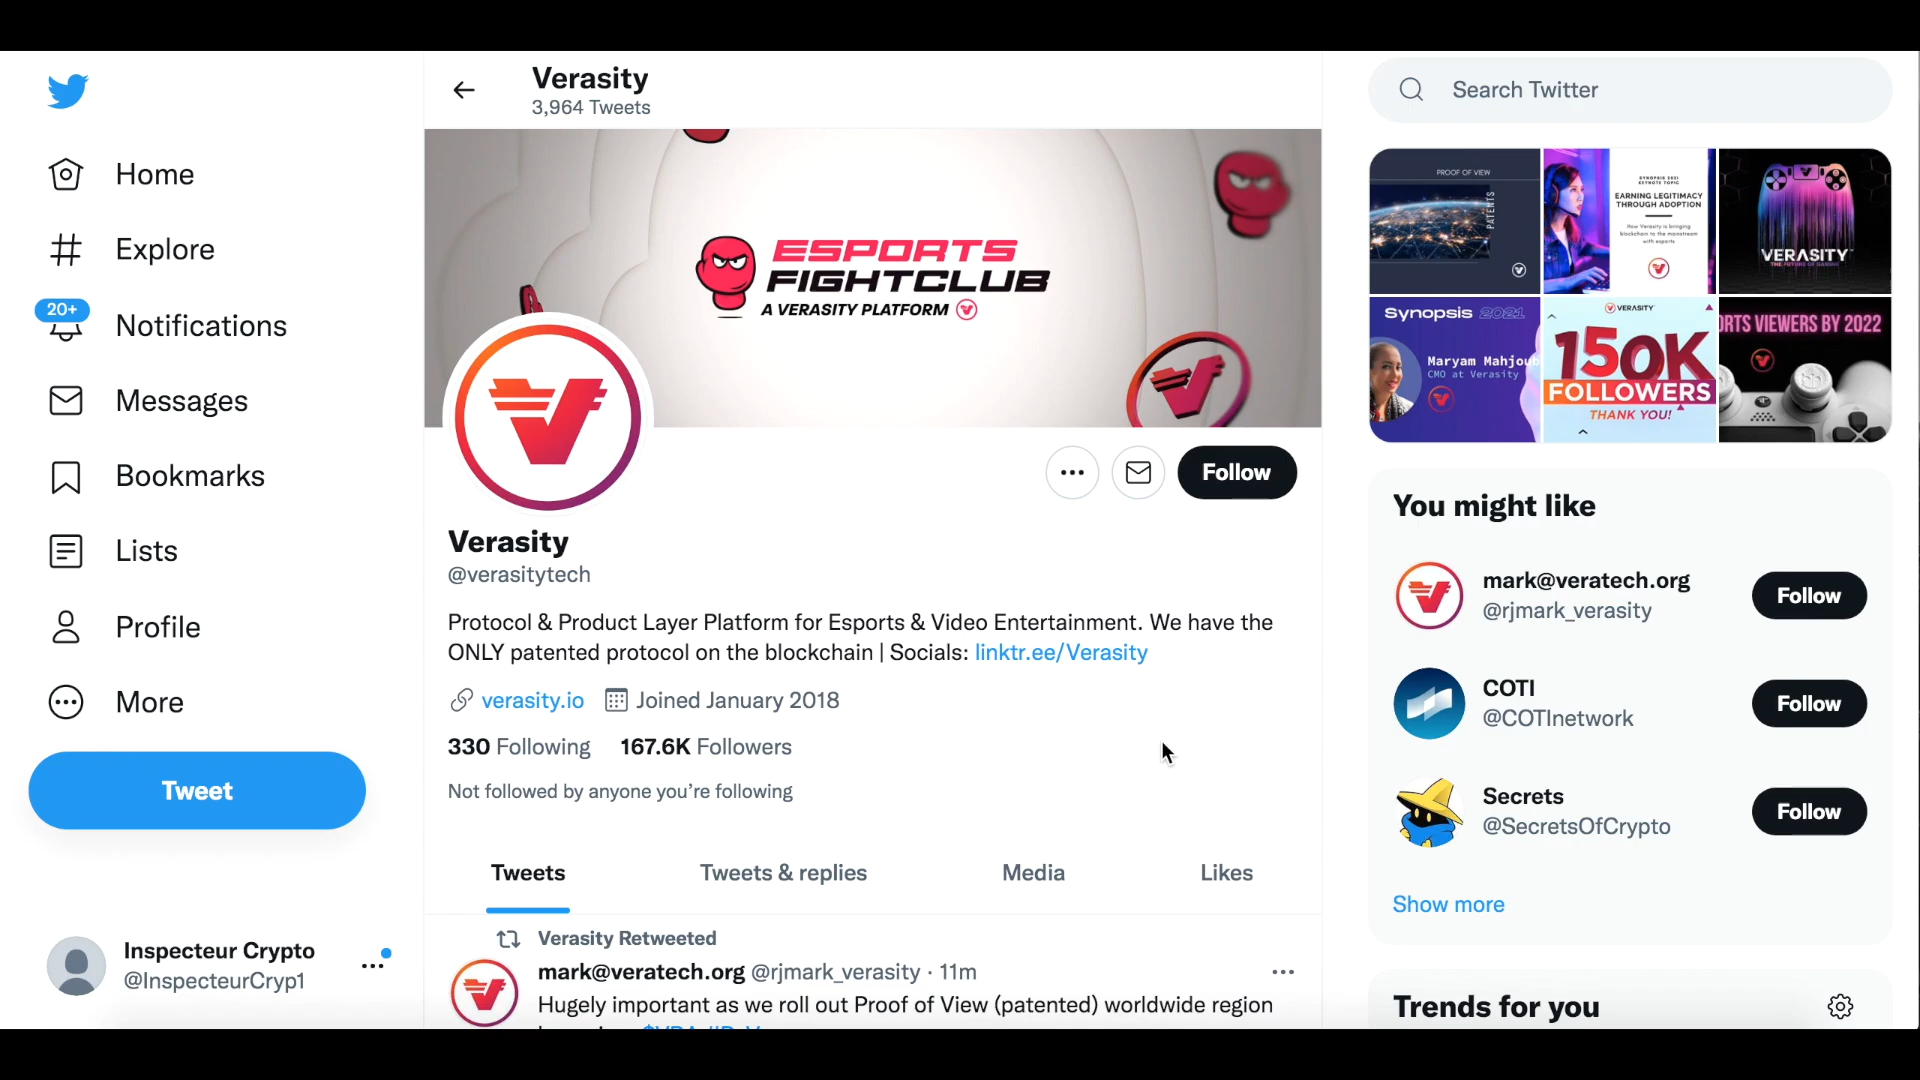 Verasity
3,964 Tweets
Search Twitter
Home
Explore
20+
Notifications
Messages
Bookmarks
Lists
Profile
More
Tweet
Inspecteur Crypto
@InspecteurCryp1
ESPORTS
FIGHTCLUB
A VERASITY PLATFORM
Follow
Verasity
@verasitytech
Protocol & Product Layer Platform for Esports & Video Entertainment. We have the
ONLY patented protocol on the blockchain | Socials: linktr.ee/Verasity
verasity.io Joined January 2018
330 Following 167.6K Followers
Not followed by anyone you’re following
Tweets Tweets & replies Media Likes
Verasity Retweeted
mark@veratech.org @rjmark_verasity · 11m
Hugely important as we roll out Proof of View (patented) worldwide region
PROOF OF VIEW
PATENTS
SYNOPSIS 2021
KEYNOTE TOPIC
EARNING LEGITIMACY
THROUGH ADOPTION
How Verasity is bringing
blockchain to the mainstream
with esports
VERASITY
THE FUTURE OF GAMING
Synopsis 2021
Maryam Mahjoub
CMO at Verasity
VERASITY
150K
FOLLOWERS
THANK YOU!
ORTS VIEWERS BY 2022
You might like
mark@veratech.org
@rjmark_verasity
Follow
COTI
@COTInetwork
Follow
Secrets
@SecretsOfCrypto
Follow
Show more
Trends for you